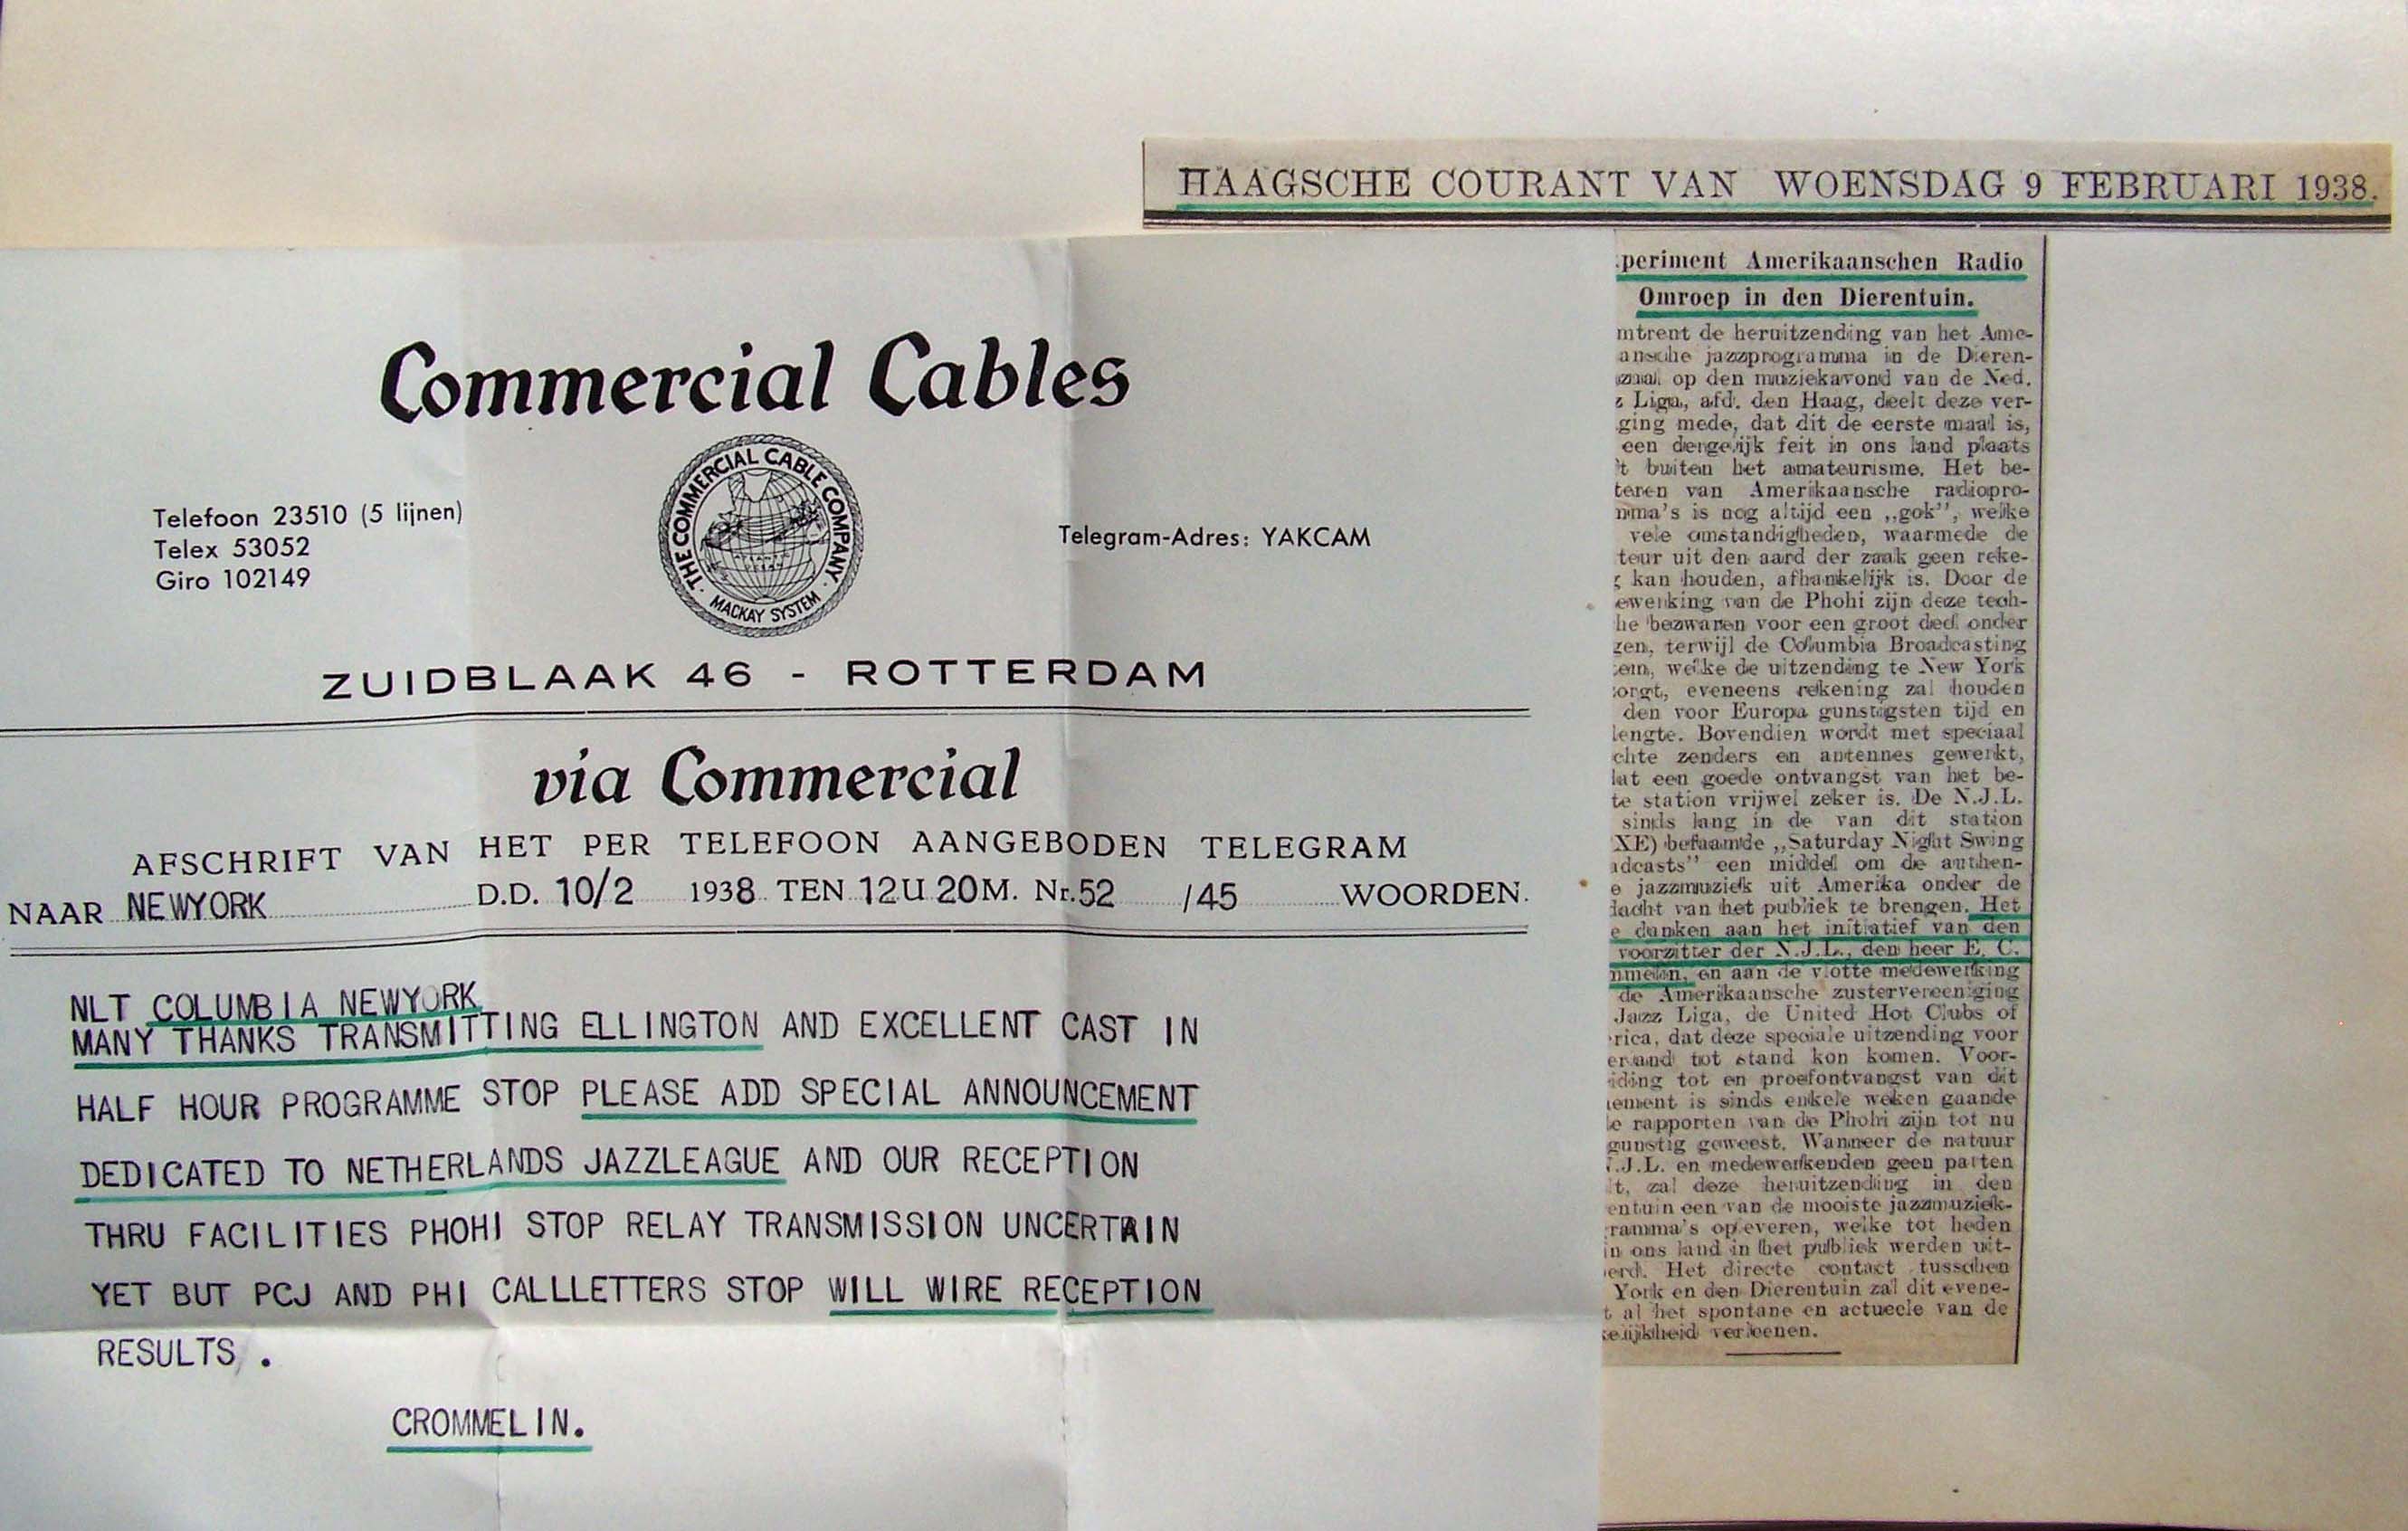 HAAGSCHE COURANT VAN WOENSDAG 9 FEBRUARI 1938.
Commercial Cables
THE COMMERCIAL CABLE COMPANY
MACKAY SYSTEM
Telefoon 23510 (5 lijnen)
Telex 53052
Giro 102149
Telegram-Adres: YAKCAM
ZUIDBLAAK 46 - ROTTERDAM
via Commercial
AFSCHRIFT VAN HET PER TELEFOON AANGEBODEN TELEGRAM
NAAR NEWYORK D.D. 10/2 1938 TEN 12U 20M. Nr. 52 /45 WOORDEN.
NLT COLUMBIA NEWYORK
MANY THANKS TRANSMITTING ELLINGTON AND EXCELLENT CAST IN
HALF HOUR PROGRAMME STOP PLEASE ADD SPECIAL ANNOUNCEMENT
DEDICATED TO NETHERLANDS JAZZLEAGUE AND OUR RECEPTION
THRU FACILITIES PHOHI STOP RELAY TRANSMISSION UNCERTAIN
YET BUT PCJ AND PHI CALLLETTERS STOP WILL WIRE RECEPTION
RESULTS .
CROMMELIN.
periment Amerikaanschen Radio
Omroep in den Dierentuin.
mtrent de heruitzending van het Ame-
ansche jazzprogramma in de Dieren-
zaal op den muziekavond van de Ned.
z Liga, afd. den Haag, deelt deze ver-
ging mede, dat dit de eerste maal is,
een dergelijk feit in ons land plaats
't buiten het amateurisme. Het be-
teren van Amerikaansche radiopro-
mma's is nog altijd een „gok”, welke
vele omstandigheden, waarmede de
teur uit den aard der zaak geen reke-
g kan houden, afhankelijk is. Door de
ewerking van de Phohi zijn deze tech-
he bezwaren voor een groot deel onder
gen, terwijl de Columbia Broadcasting
em, welke de uitzending te New York
orgt, eveneens rekening zal houden
den voor Europa gunstigsten tijd en
lengte. Bovendien wordt met speciaal
chte zenders en antennes gewerkt,
lat een goede ontvangst van het be-
te station vrijwel zeker is. De N.J.L.
sinds lang in de van dit station
XE) befaamde „Saturday Night Swing
adcasts” een middel om de authen-
e jazzmuziek uit Amerika onder de
dacht van het publiek te brengen. Het
e danken aan het initiatief van den
voorzitter der N.J.L., den heer E. C.
mmelin, en aan de vlotte medewerking
de Amerikaansche zustervereeniging
Jazz Liga, de United Hot Clubs of
rica, dat deze speciale uitzending voor
erland tot stand kon komen. Voor-
iding tot en proefontvangst van dit
nement is sinds enkele weken gaande
le rapporten van de Phohi zijn tot nu
gunstig geweest. Wanneer de natuur
.J.L. en medewerkenden geen parten
lt, zal deze heruitzending in den
entuin een van de mooiste jazzmuziek-
ramma's opleveren, welke tot heden
in ons land in het publiek werden uit-
erd. Het directe contact tusschen
York en den Dierentuin zal dit evene-
t al het spontane en actueele van de
elijkheid verleenen.